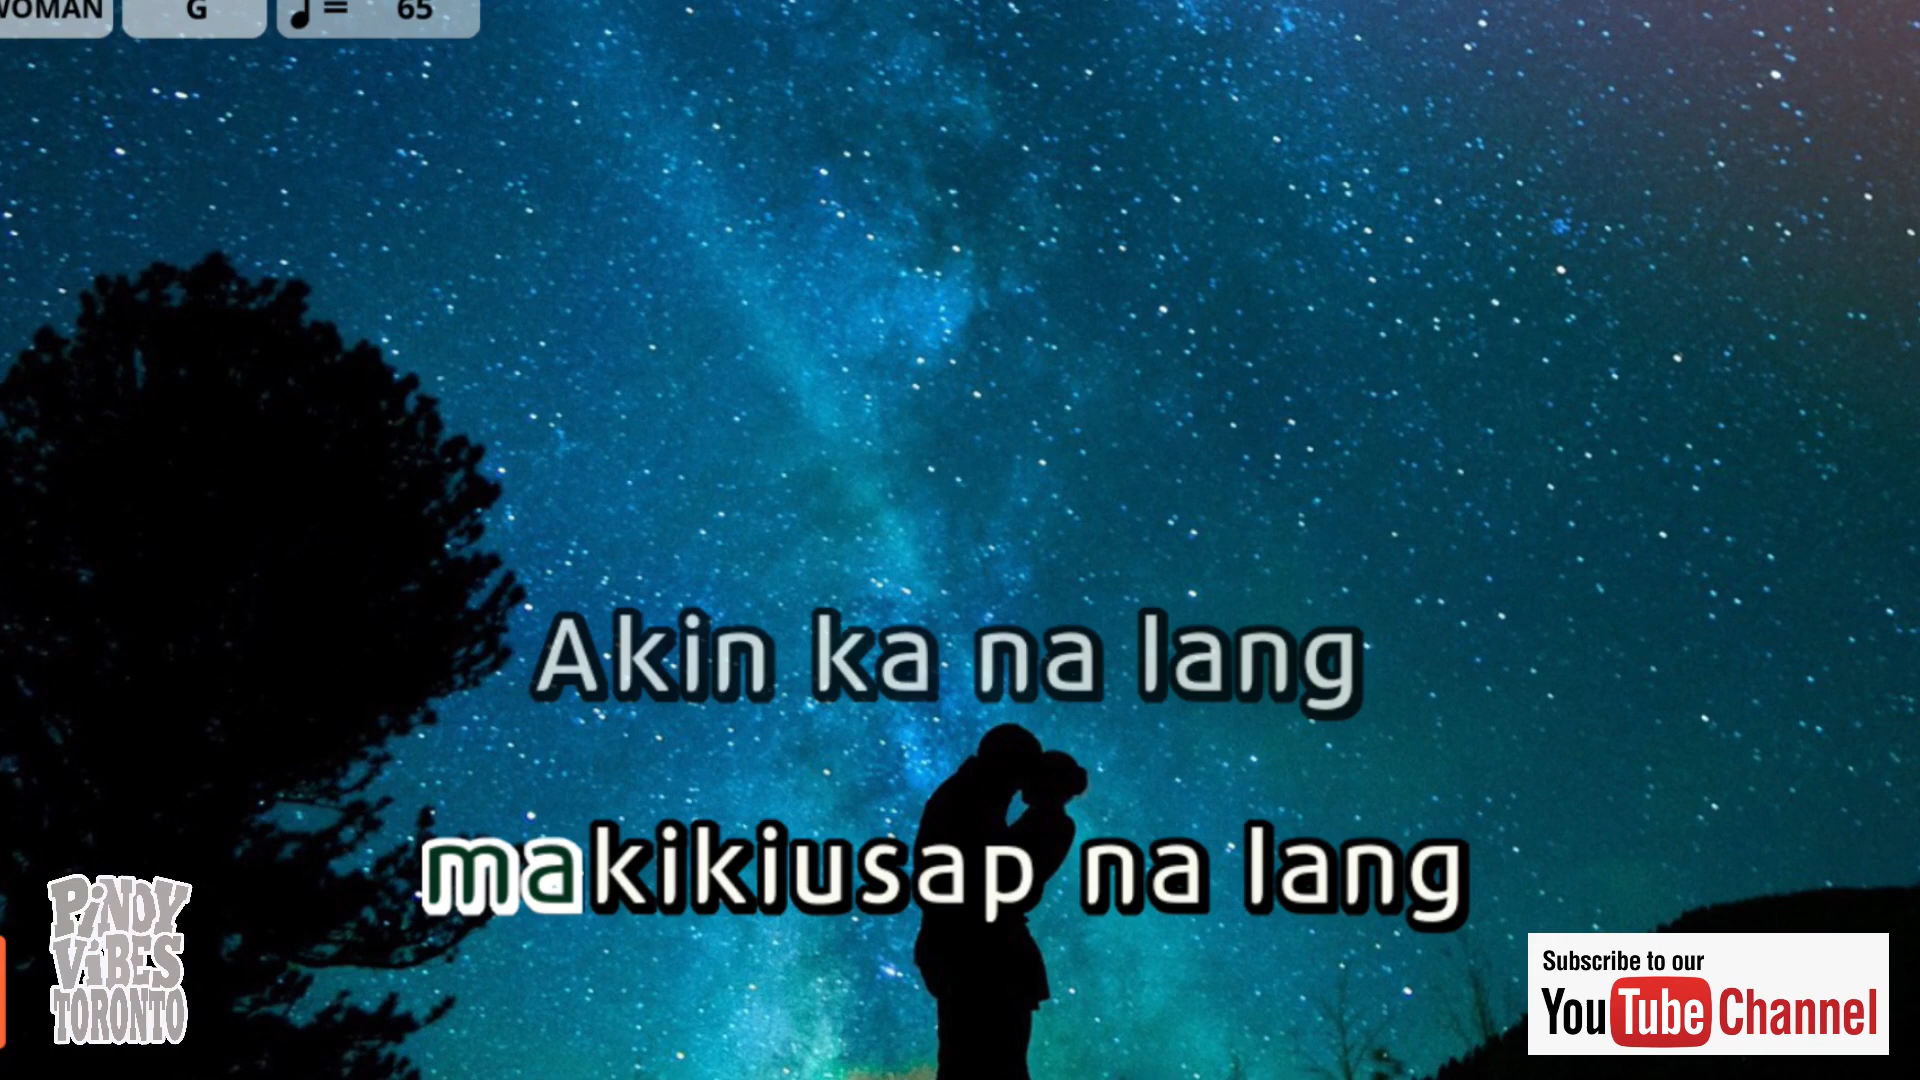 WOMAN G ♩ = 65
Akin ka na lang
makikiusap na lang
PiNOY
ViBES
TORONTO
Subscribe to our
YouTube Channel